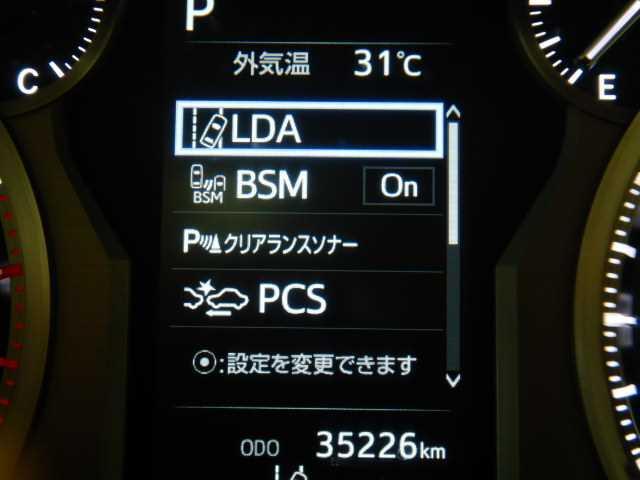 P
外気温 31℃
C
E
LDA
BSM BSM On
Pクリアランスソナー
PCS
:設定を変更できます
ODO 35226km